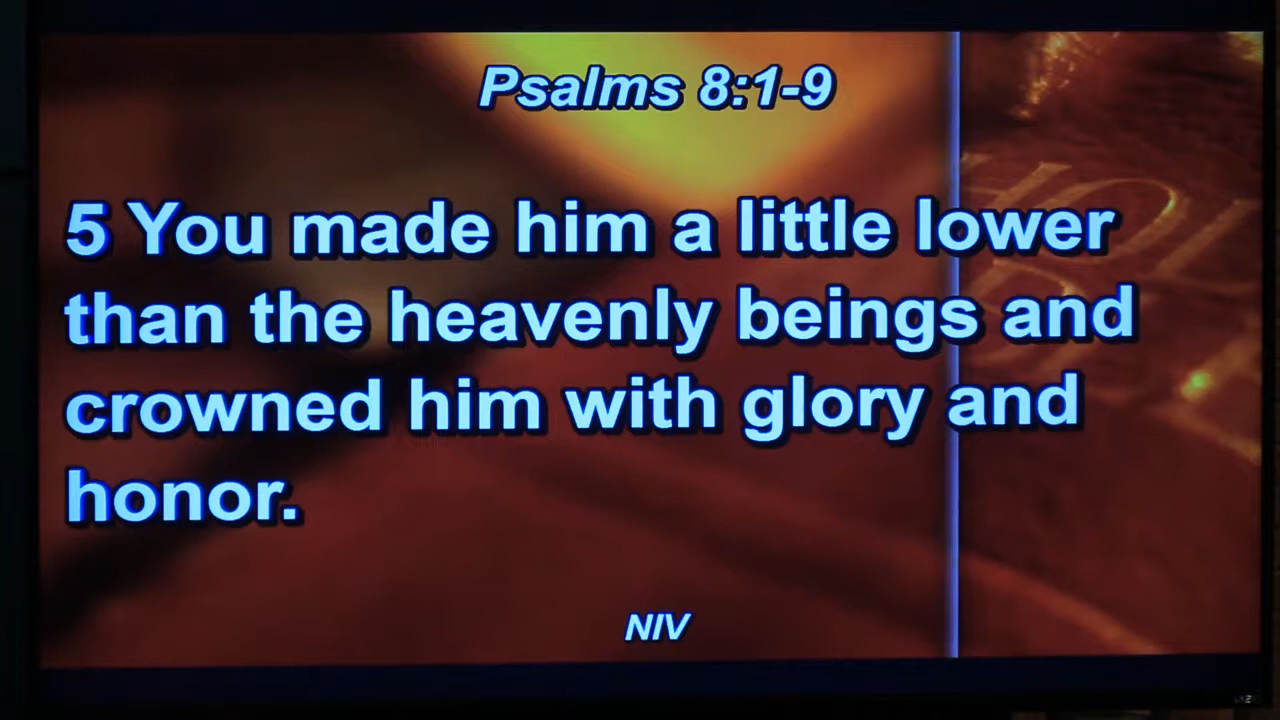 Psalms 8:1-9
5 You made him a little lower
than the heavenly beings and
crowned him with glory and
honor.
NIV